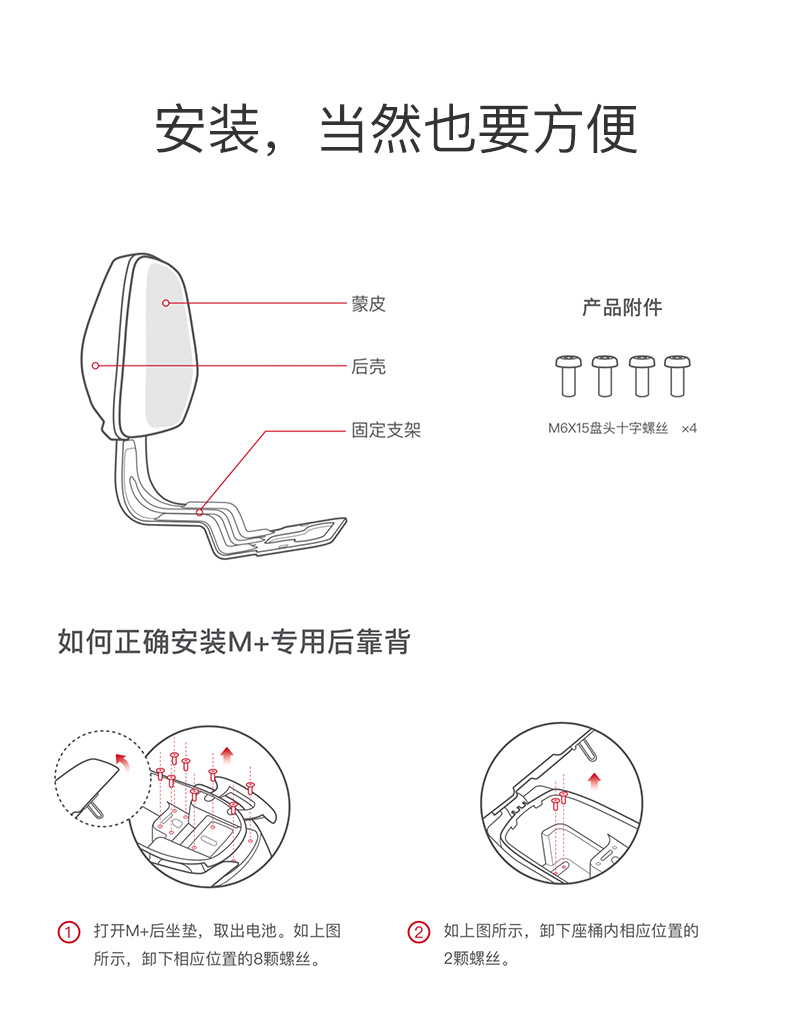 安装，当然也要方便
蒙皮
后壳
固定支架
产品附件
M6X15盘头十字螺丝 ×4
如何正确安装M+专用后靠背
1 打开M+后坐垫，取出电池。如上图
所示，卸下相应位置的8颗螺丝。
2 如上图所示，卸下座桶内相应位置的
2颗螺丝。